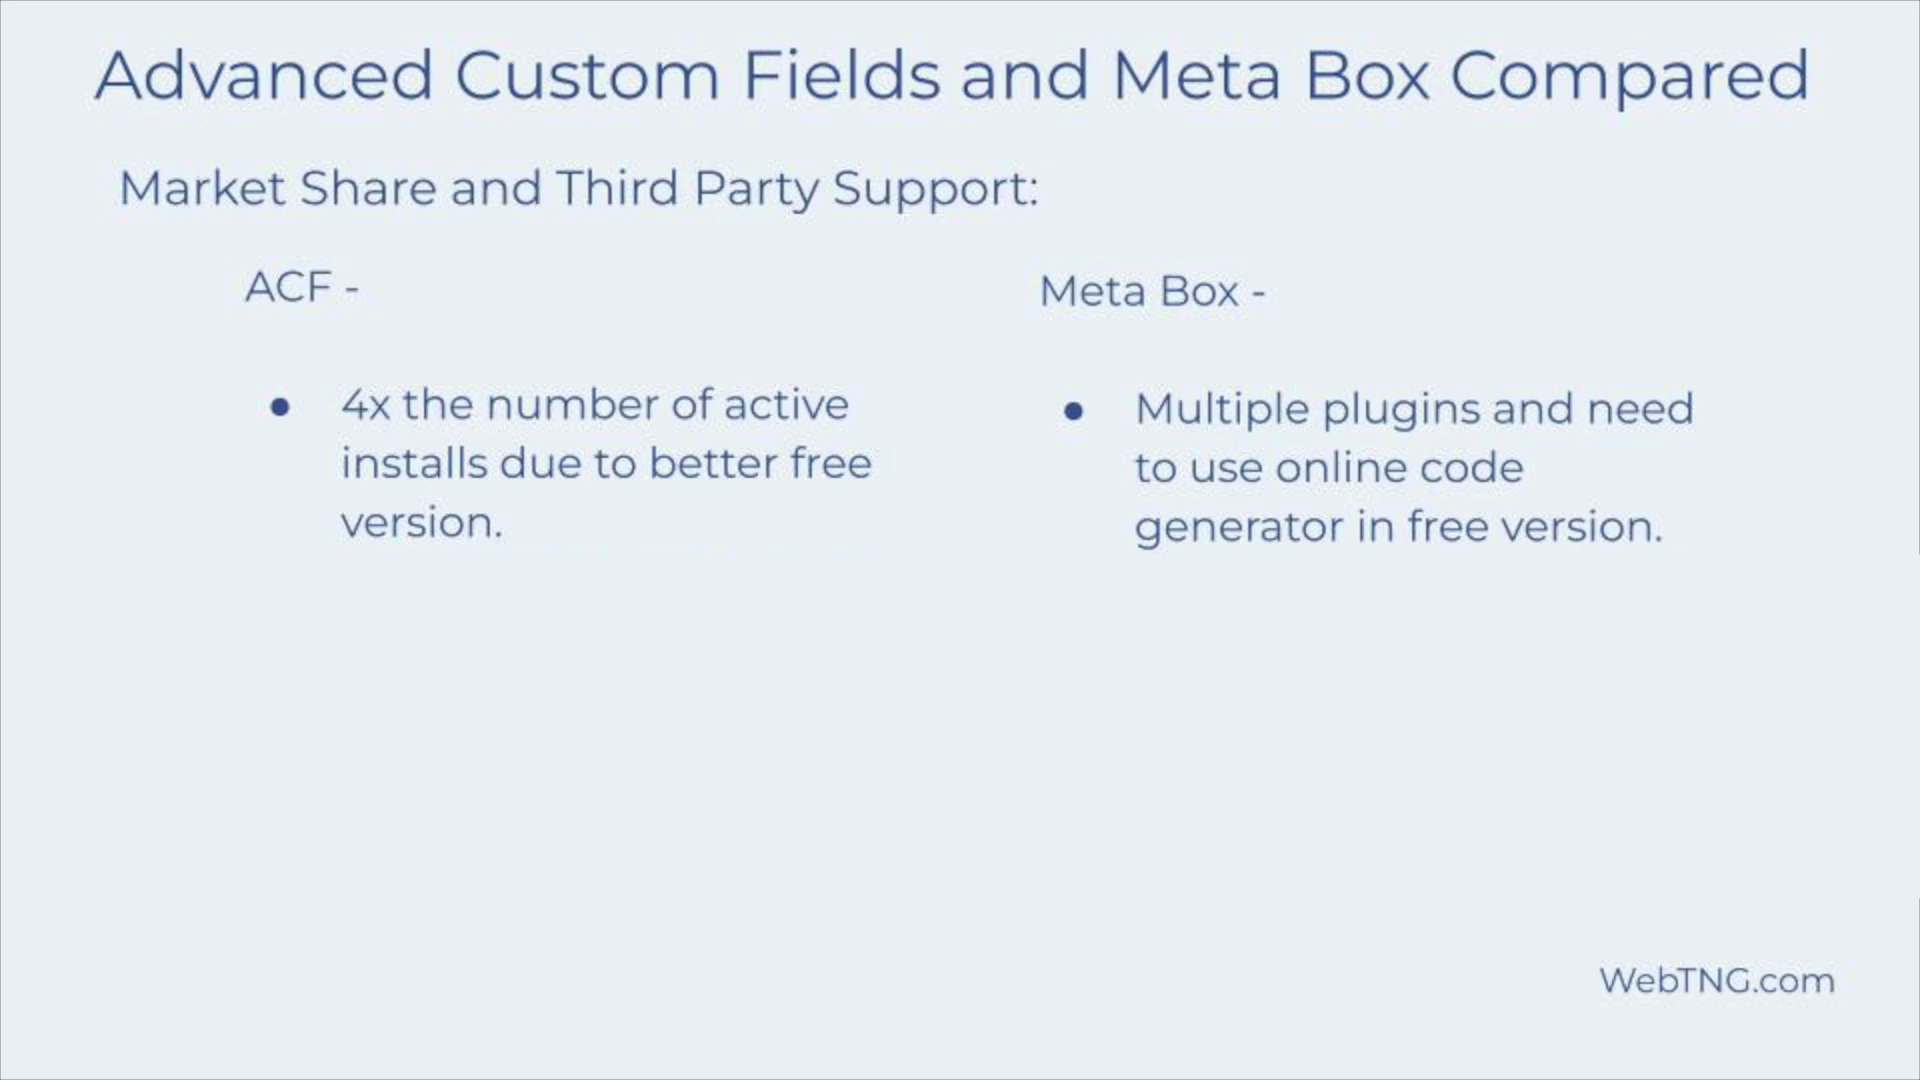 Advanced Custom Fields and Meta Box Compared
Market Share and Third Party Support:
ACF -
● 4x the number of active
installs due to better free
version.
Meta Box -
● Multiple plugins and need
to use online code
generator in free version.
WebTNG.com